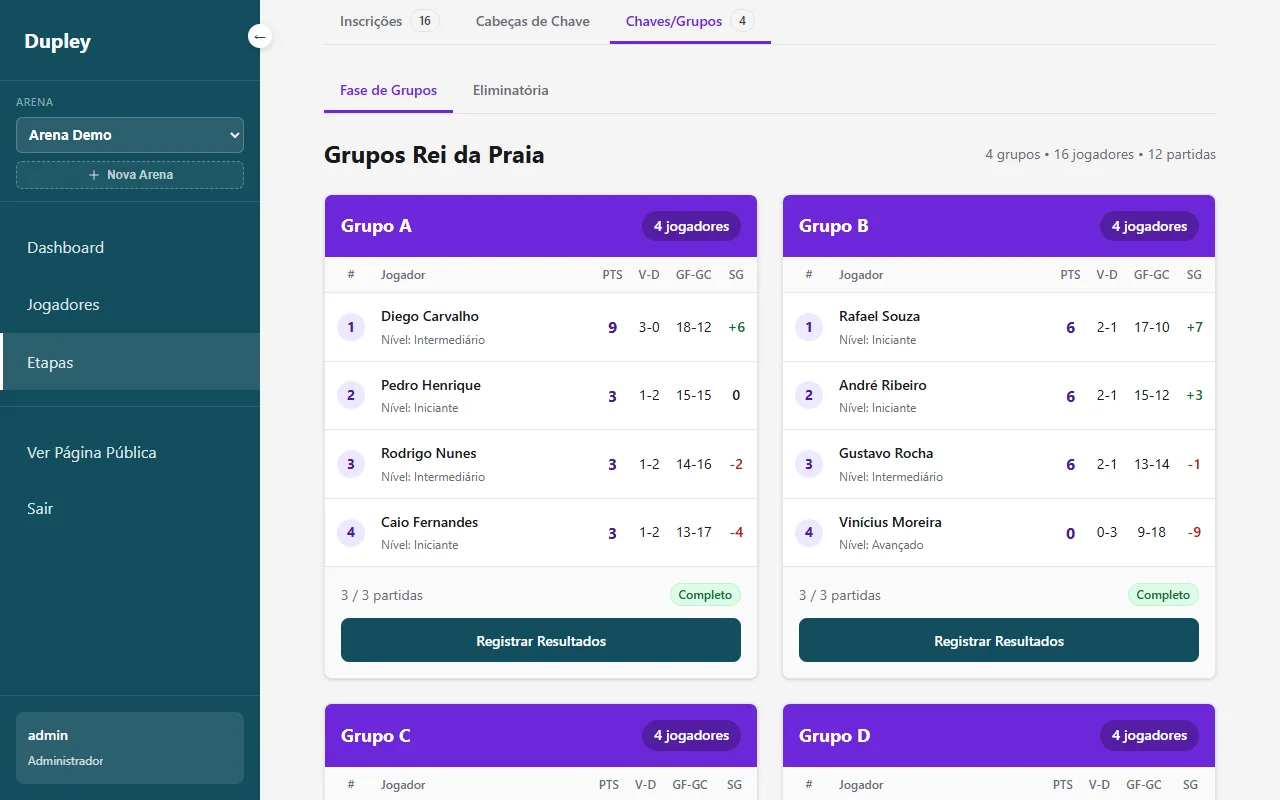 Dupley
←
ARENA
Arena Demo
+ Nova Arena
Dashboard
Jogadores
Etapas
Ver Página Pública
Sair
admin
Administrador
Inscrições 16 Cabeças de Chave Chaves/Grupos 4
Fase de Grupos Eliminatória
Grupos Rei da Praia 4 grupos • 16 jogadores • 12 partidas
Grupo A 4 jogadores
# Jogador PTS V-D GF-GC SG
1 Diego Carvalho 9 3-0 18-12 +6
Nível: Intermediário
2 Pedro Henrique 3 1-2 15-15 0
Nível: Iniciante
3 Rodrigo Nunes 3 1-2 14-16 -2
Nível: Intermediário
4 Caio Fernandes 3 1-2 13-17 -4
Nível: Iniciante
3 / 3 partidas Completo
Registrar Resultados
Grupo B 4 jogadores
# Jogador PTS V-D GF-GC SG
1 Rafael Souza 6 2-1 17-10 +7
Nível: Iniciante
2 André Ribeiro 6 2-1 15-12 +3
Nível: Iniciante
3 Gustavo Rocha 6 2-1 13-14 -1
Nível: Intermediário
4 Vinícius Moreira 0 0-3 9-18 -9
Nível: Avançado
3 / 3 partidas Completo
Registrar Resultados
Grupo C 4 jogadores
# Jogador PTS V-D GF-GC SG
Grupo D 4 jogadores
# Jogador PTS V-D GF-GC SG